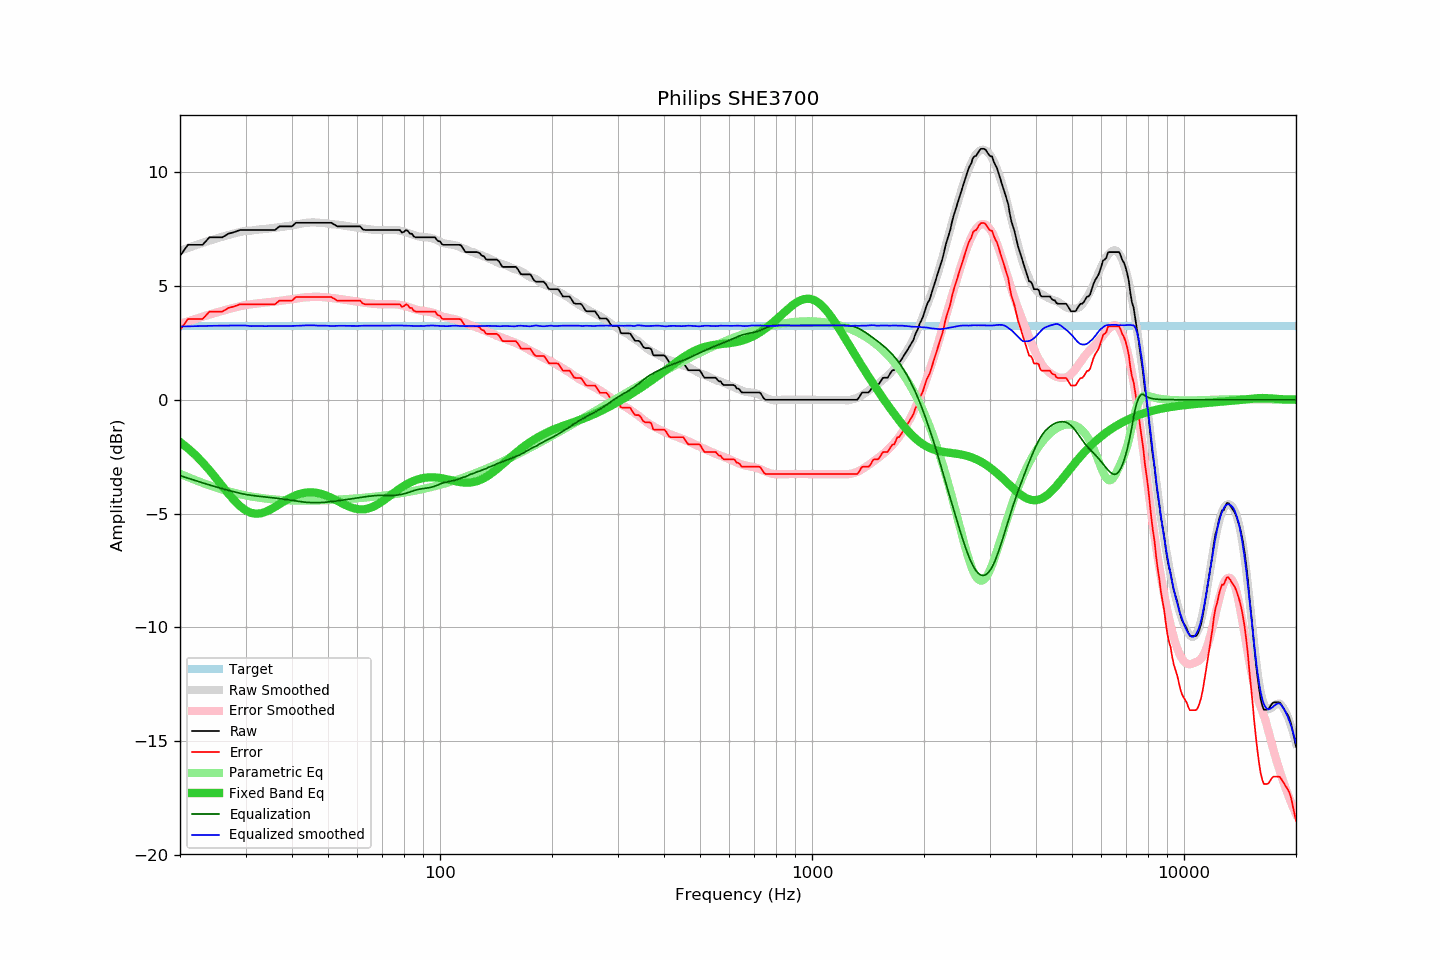 Philips SHE3700
Amplitude (dBr)
10
5
0
−5
−10
−15
−20
Target
Raw Smoothed
Error Smoothed
Raw
Error
Parametric Eq
Fixed Band Eq
Equalization
Equalized smoothed
100
1000
10000
Frequency (Hz)